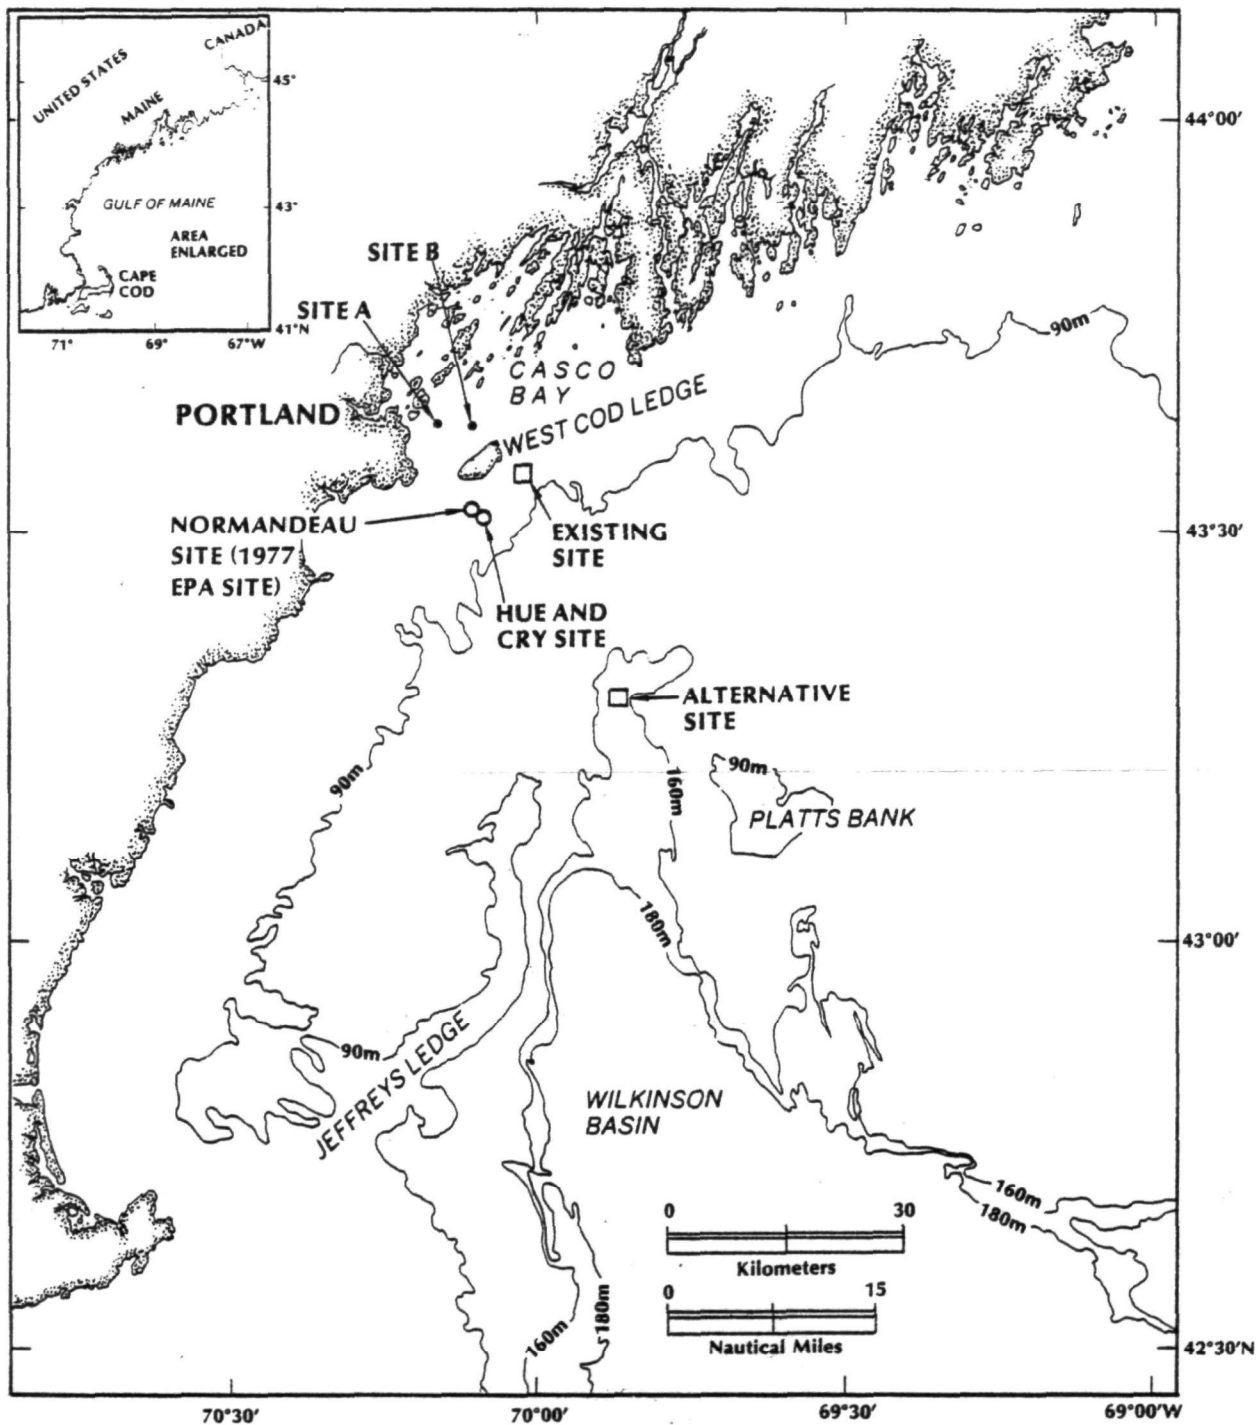 CANADA
UNITED STATES
MAINE
45°
GULF OF MAINE
43°
AREA
ENLARGED
CAPE
COD
41°N
71°
69°
67°W
44°00'
SITE B
SITE A
90m
CASCO
BAY
PORTLAND
WEST COD LEDGE
NORMANDEAU
SITE (1977
EPA SITE)
EXISTING
SITE
43°30'
HUE AND
CRY SITE
ALTERNATIVE
SITE
90m
160m
90m
PLATTS BANK
180m
43°00'
90m
JEFFREYS LEDGE
WILKINSON
BASIN
160m
180m
0 30
Kilometers
0 15
Nautical Miles
160m
180m
42°30'N
70°30'
70°00'
69°30'
69°00'W